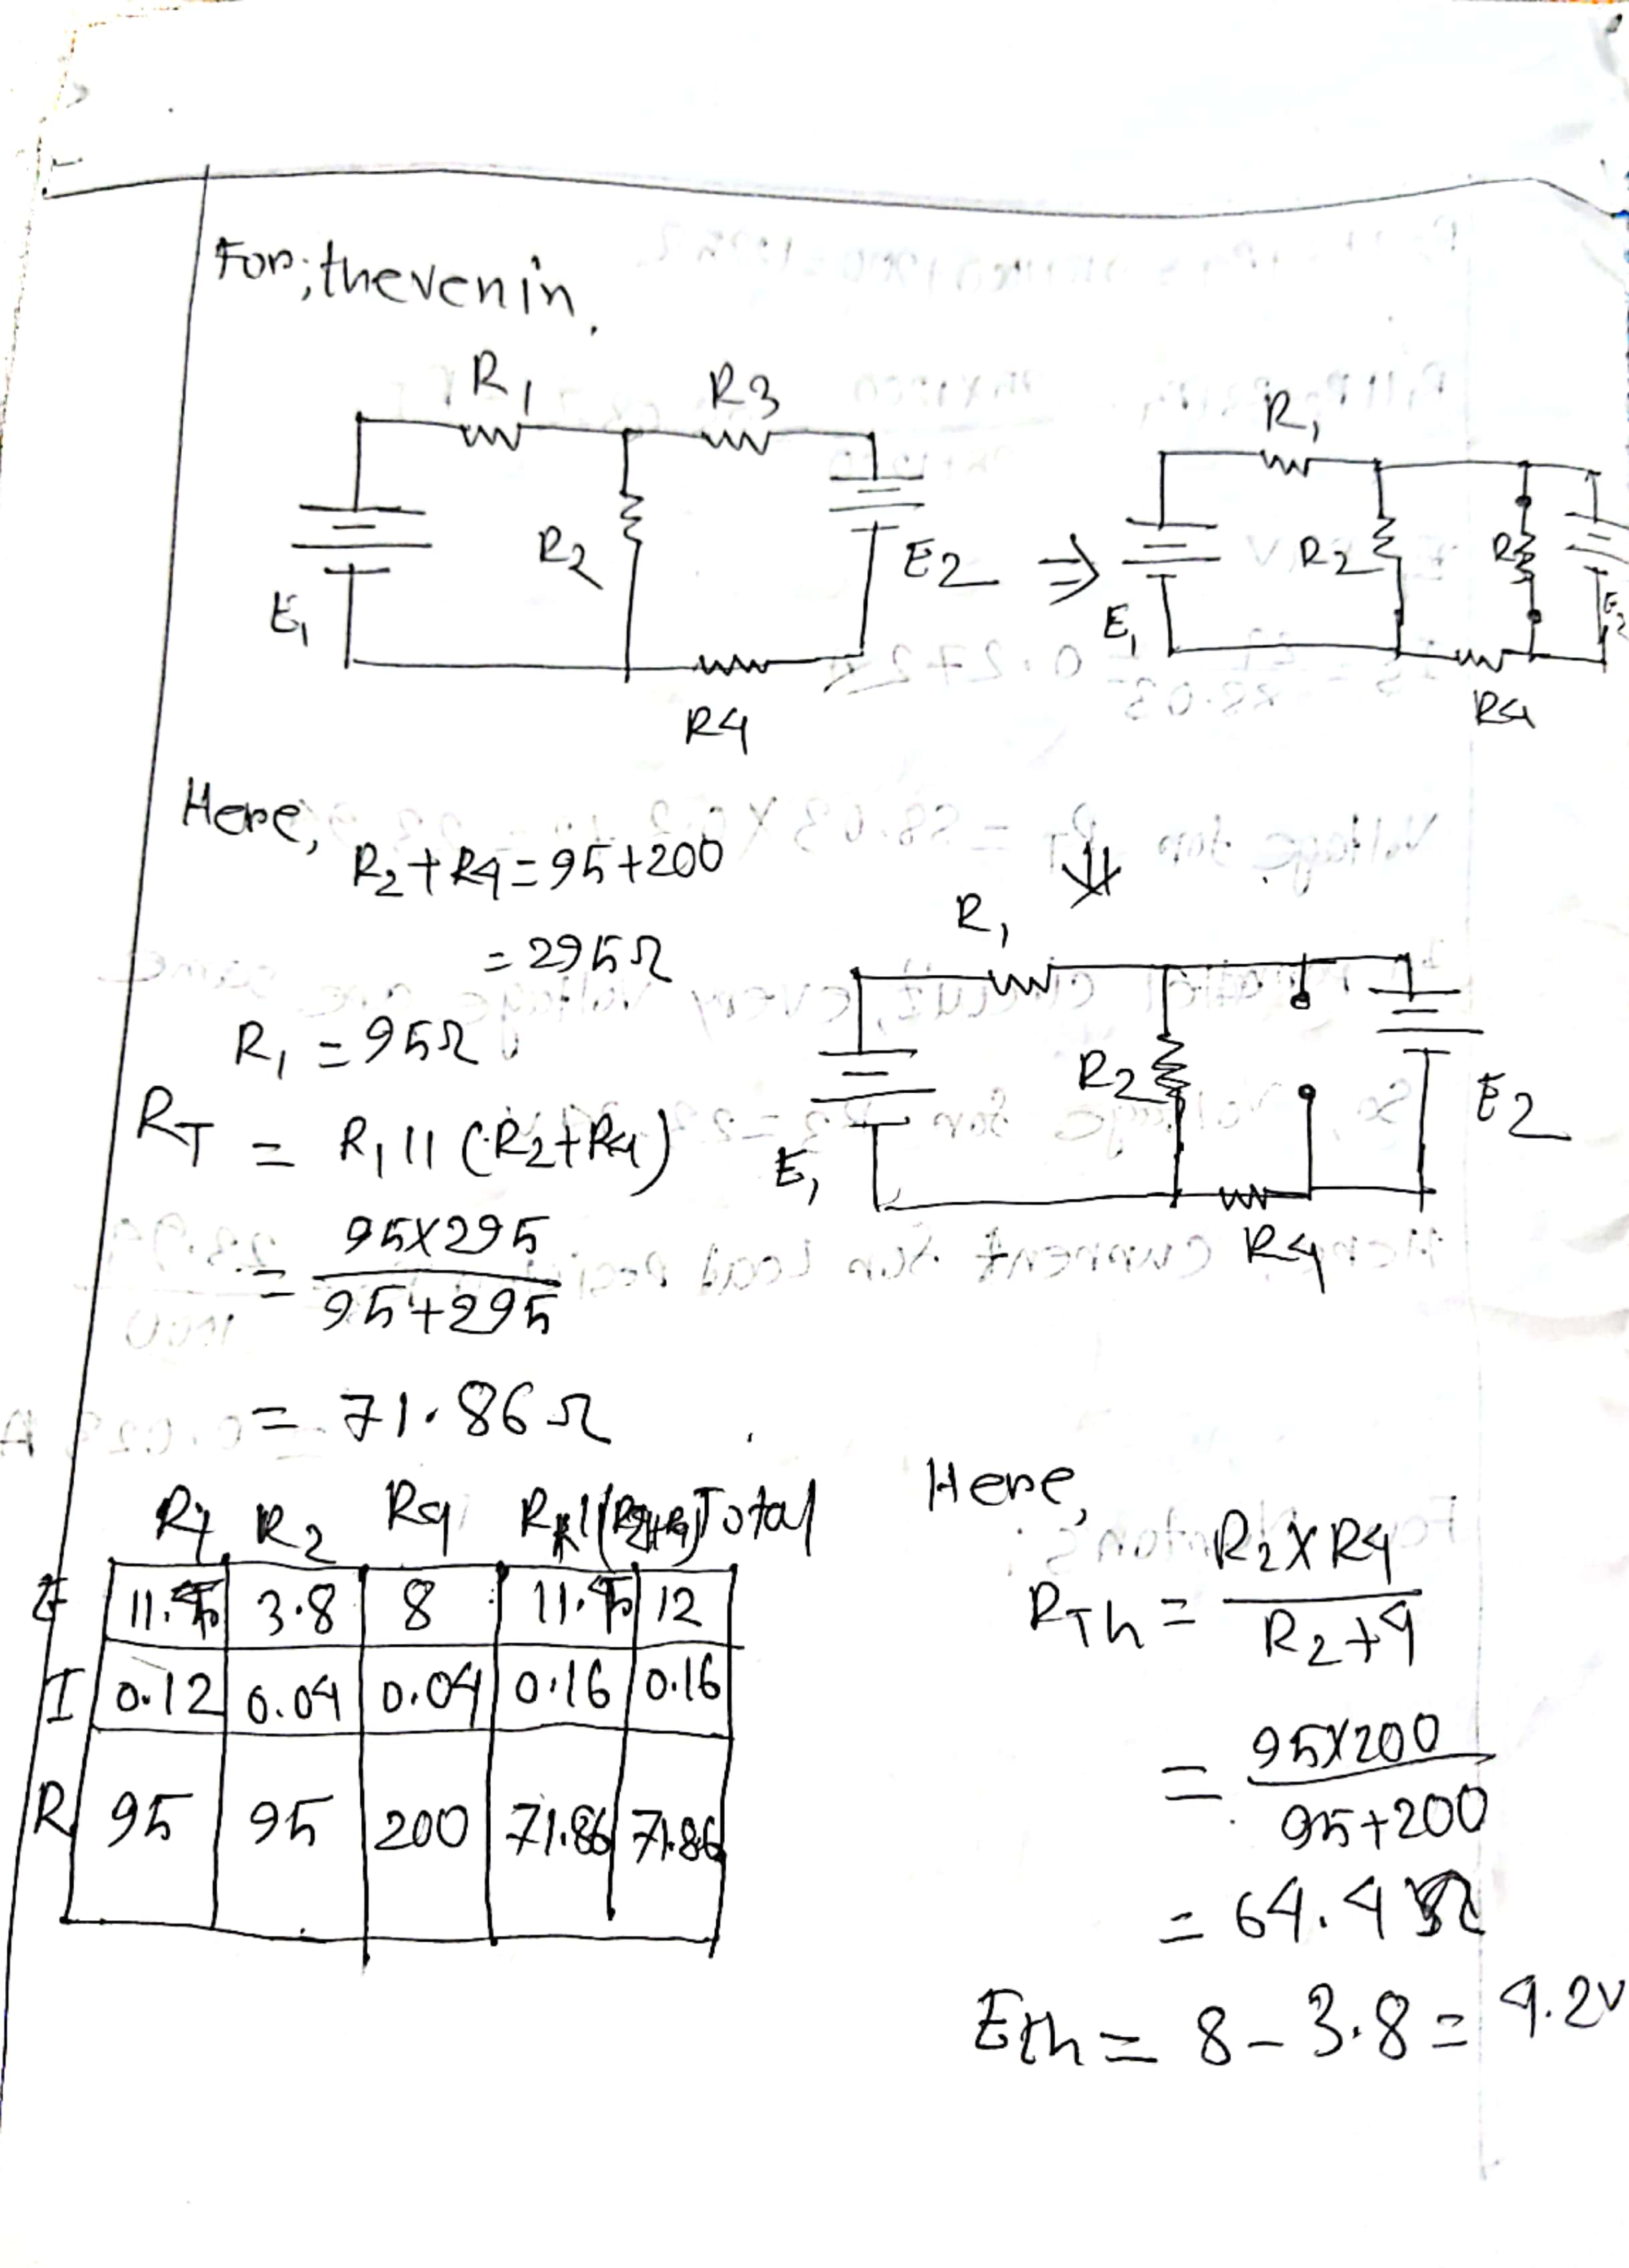 For; thevenin.
R1 R3 R1
R2 E2 ⇒ R2 R3
E1 E1 E2
R4 R4
Here,
R2+R4=95+200
=295Ω
R1 =95Ω
RT = R1 || (R2+R4)
= 95×295
95+295
= 71.86Ω
⇓
R1
R2 E2
E1
R4
R1 R2 R4 Total
E 3.8 8 12
I 0.12 0.04 0.04 0.16 0.16
R 95 95 200 71.86 71.86
Here,
RTh = R2×R4
R2+4
= 95×200
95+200
= 64.4 Ω
Eth = 8-3.8= 4.2V